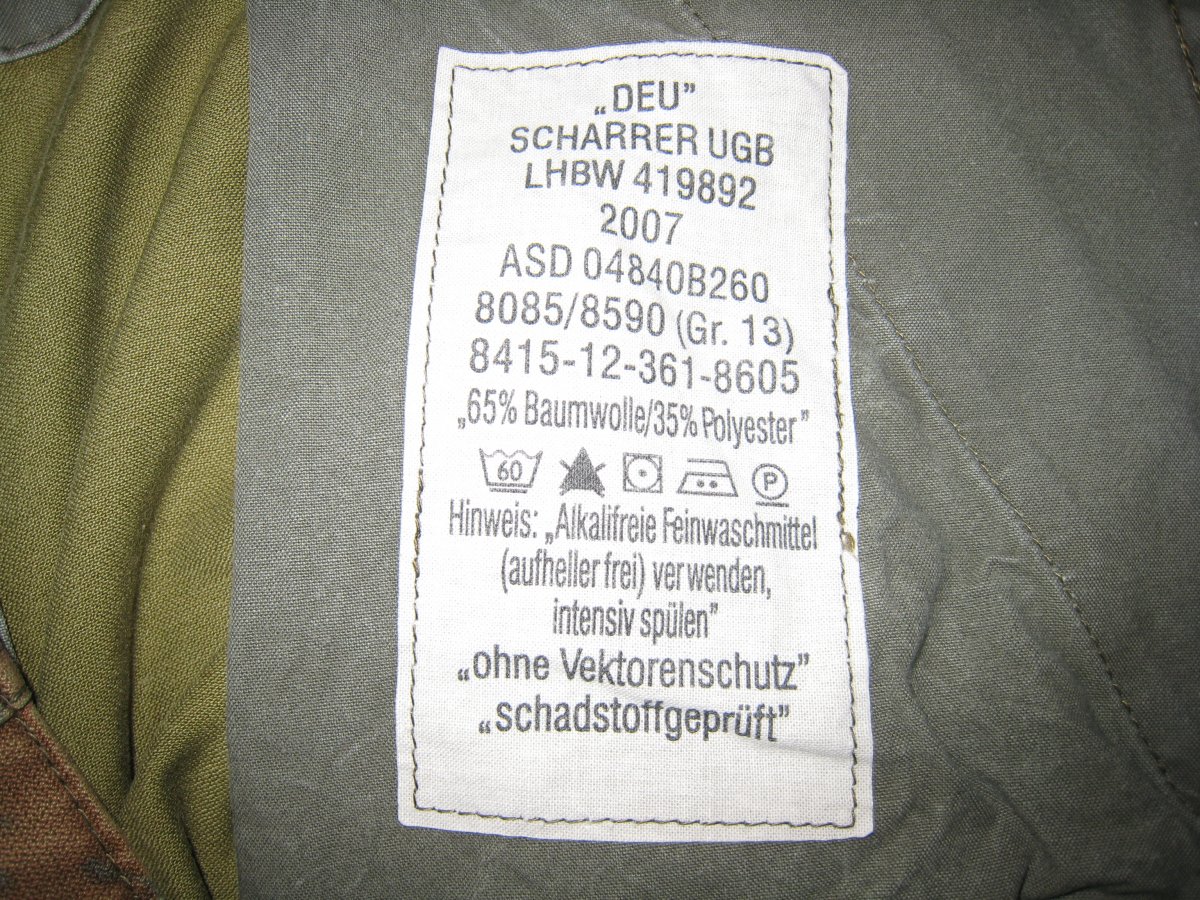 „DEU”
SCHARRER UGB
LHBW 419892
2007
ASD 04840B260
8085/8590 (Gr. 13)
8415-12-361-8605
„65% Baumwolle/35% Polyester”
60 P
Hinweis: „Alkalifreie Feinwaschmittel
(aufheller frei) verwenden,
intensiv spülen”
„ohne Vektorenschutz”
„schadstoffgeprüft”